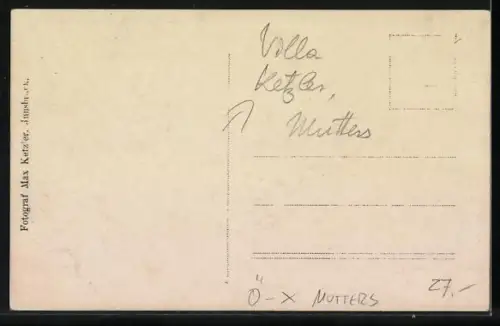 Fotograf Max Ketzler, Innsbruck.
Villa
Ketzler,
Mutters
Ö-X MUTTERS
27,-